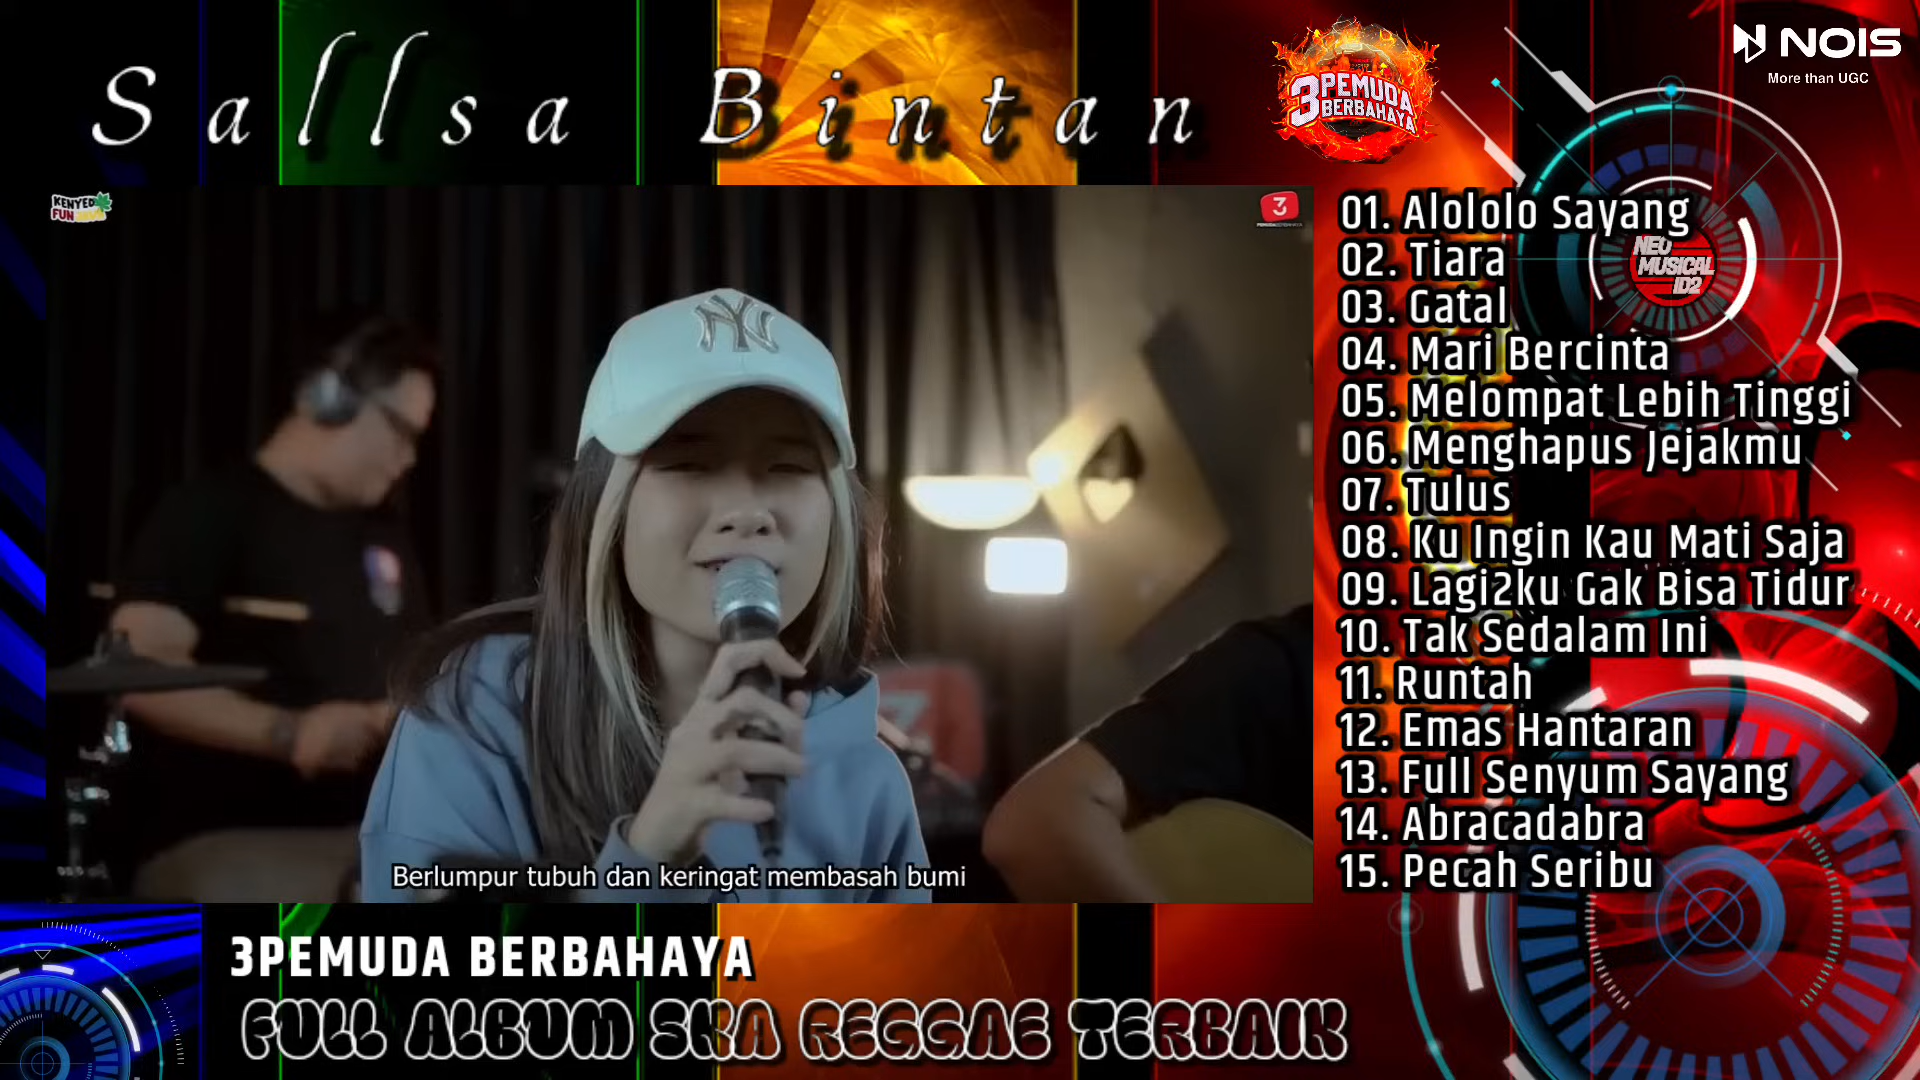 Sallsa Bintan
3PEMUDA
BERBAHAYA
NOIS
More than UGC
KENYED
FUN
3
NY
01. Alololo Sayang
02. Tiara
03. Gatal
04. Mari Bercinta
05. Melompat Lebih Tinggi
06. Menghapus Jejakmu
07. Tulus
08. Ku Ingin Kau Mati Saja
09. Lagi2ku Gak Bisa Tidur
10. Tak Sedalam Ini
11. Runtah
12. Emas Hantaran
13. Full Senyum Sayang
14. Abracadabra
15. Pecah Seribu
NEO
MUSICAL
ID2
3
Berlumpur tubuh dan keringat membasah bumi
3PEMUDA BERBAHAYA
FULL ALBUM SKA REGGAE TERBAIK